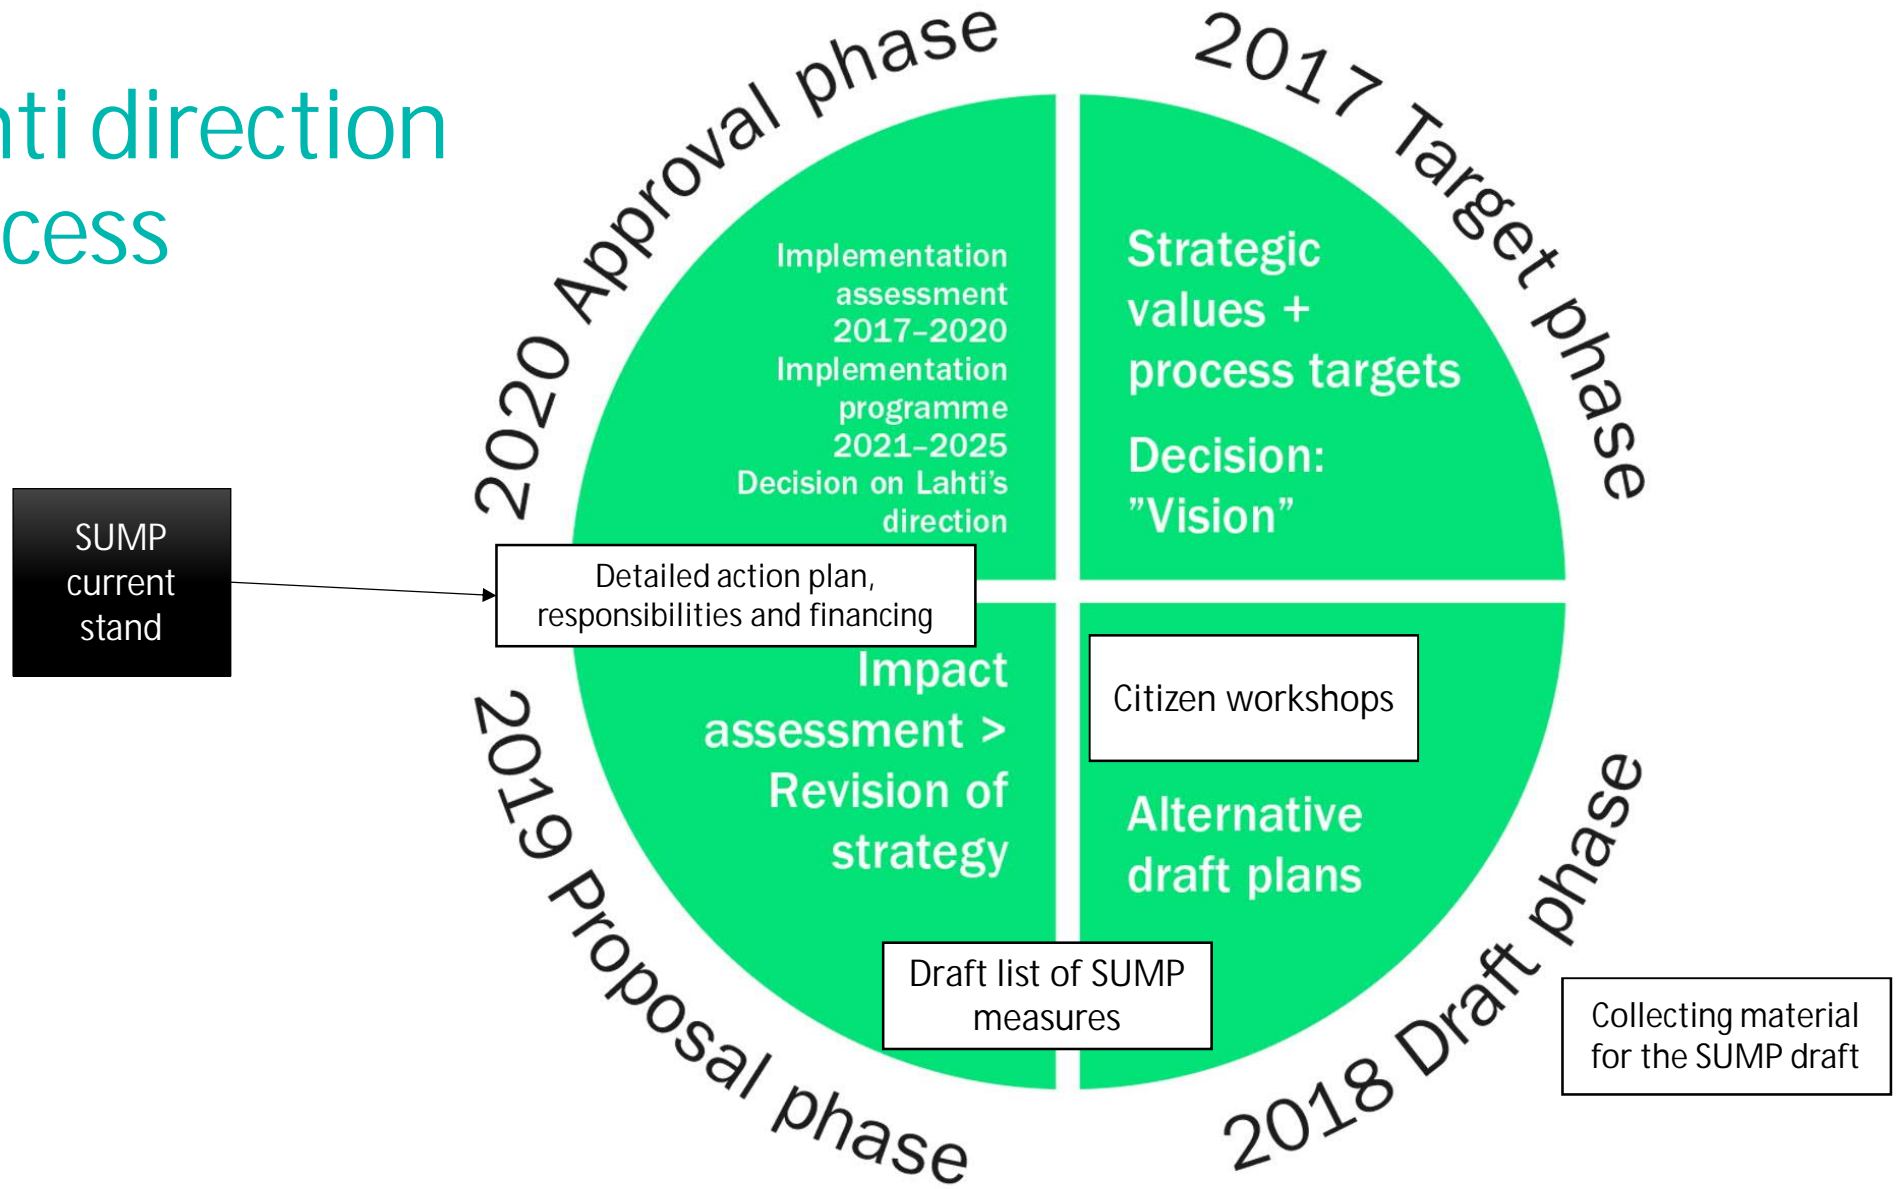 nti direction
cess
2017 Target phase
Strategic
values +
process targets
Decision:
”Vision”
2018 Draft phase
Citizen workshops
Alternative
draft plans
Collecting material
for the SUMP draft
Draft list of SUMP
measures
2019 Proposal phase
Impact
assessment >
Revision of
strategy
Detailed action plan,
responsibilities and financing
SUMP
current
stand
2020 Approval phase
Implementation
assessment
2017–2020
Implementation
programme
2021–2025
Decision on Lahti’s
direction